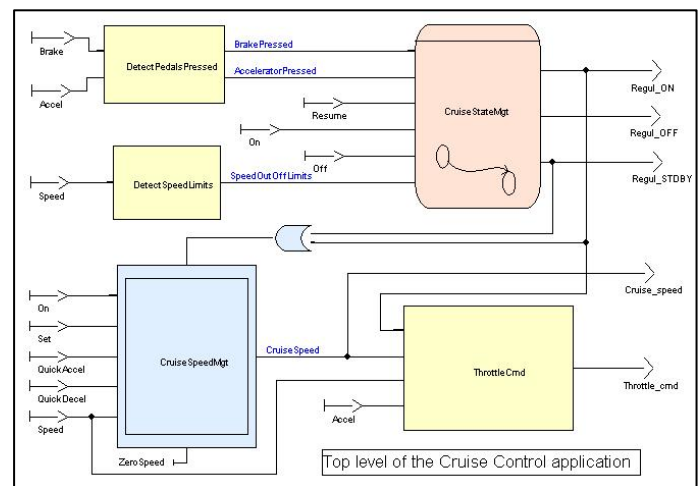 Brake
DetectPedalsPressed
BrakePressed
AcceleratorPressed
Accel
Resume
CruiseStateMgt
On
Off
Regul_ON
Regul_OFF
Regul_STDBY
Speed
DetectSpeedLimits
SpeedOutOffLimits
On
Set
QuickAccel
QuickDecel
Speed
ZeroSpeed
CruiseSpeedMgt
CruiseSpeed
Cruise_speed
ThrottleCmd
Throttle_cmd
Accel
Top level of the Cruise Control application